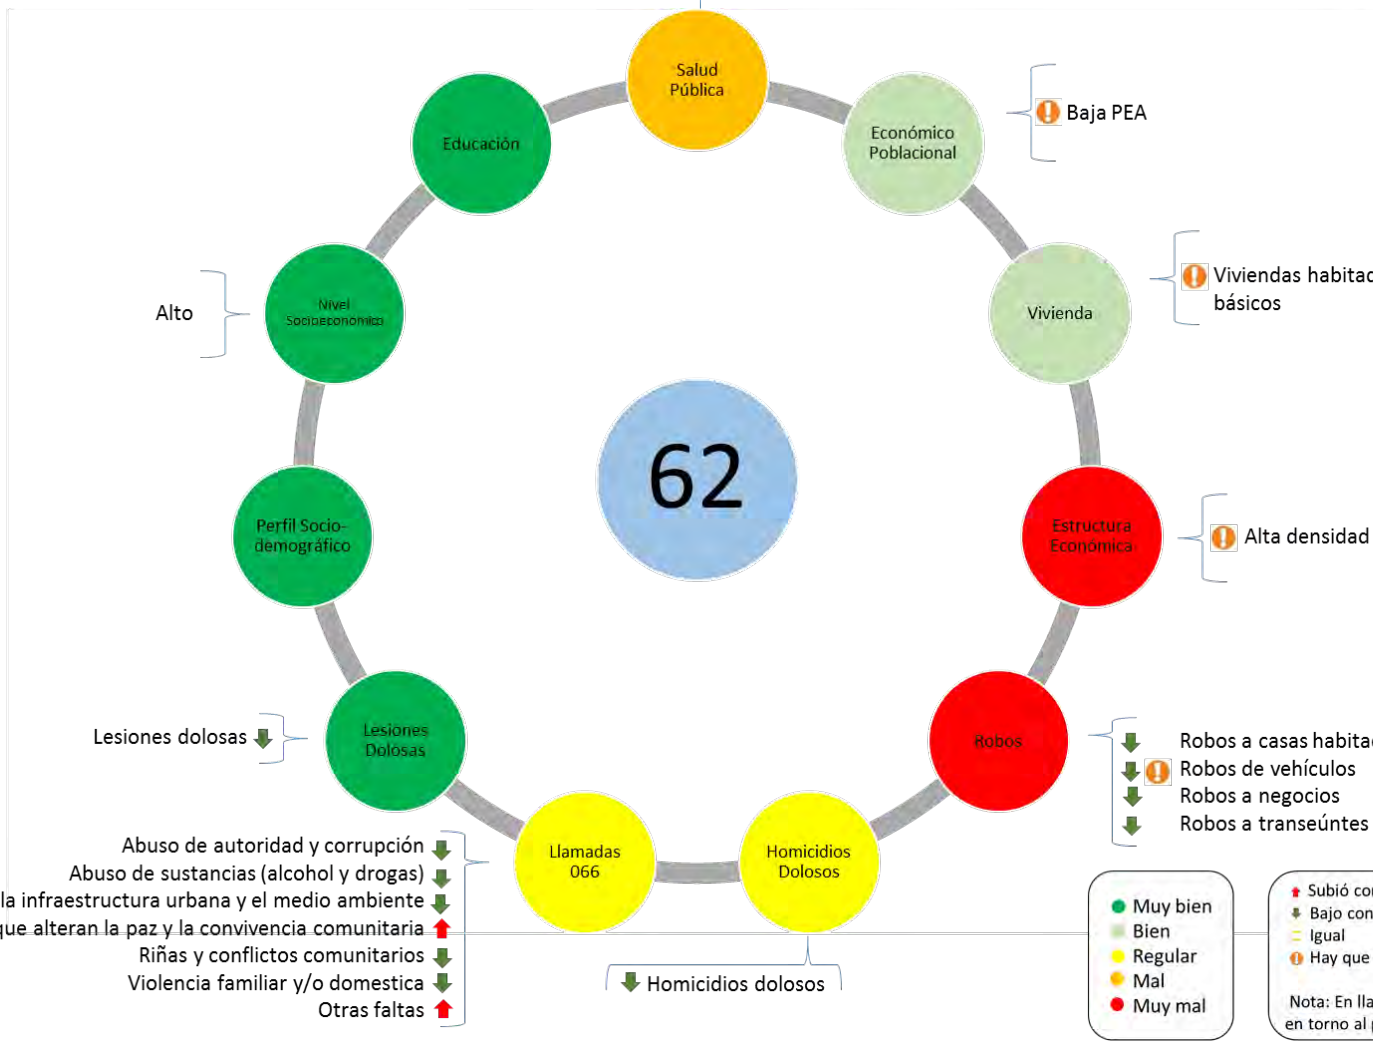 Salud
Pública
Educación
Económico
Poblacional
Baja PEA
Nivel
Socioeconómico
Alto
Vivienda
Viviendas habitad
básicos
62
Perfil Socio-
demográfico
Estructura
Económica
Alta densidad
Lesiones
Dolosas
Lesiones dolosas
Robos
Robos a casas habita
Robos de vehículos
Robos a negocios
Robos a transeúntes
Llamadas
066
Homicidios
Dolosos
Abuso de autoridad y corrupción
Abuso de sustancias (alcohol y drogas)
la infraestructura urbana y el medio ambiente
que alteran la paz y la convivencia comunitaria
Riñas y conflictos comunitarios
Violencia familiar y/o domestica
Otras faltas
Homicidios dolosos
Muy bien
Bien
Regular
Mal
Muy mal
Subió con
Bajo con
Igual
Hay que
Nota: En lla
en torno al